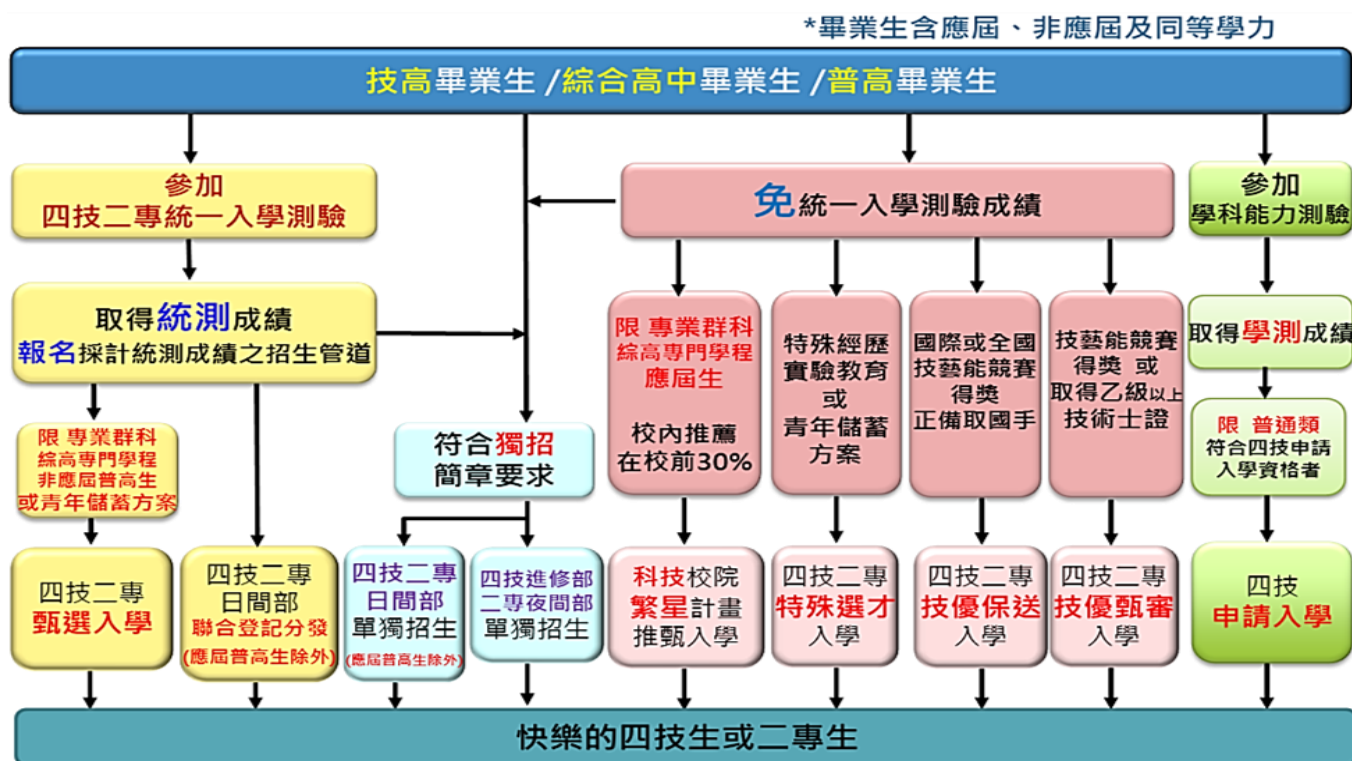 *畢業生含應屆、非應屆及同等學力
技高畢業生 /綜合高中畢業生 /普高畢業生
參加
四技二專統一入學測驗
免統一入學測驗成績
參加
學科能力測驗
取得統測成績
報名採計統測成績之招生管道
限 專業群科
綜高專門學程
應屆生
校內推薦
在校前30%
特殊經歷
實驗教育
或
青年儲蓄
方案
國際或全國
技藝能競賽
得獎
正備取國手
技藝能競賽
得獎 或
取得乙級以上
技術士證
取得學測成績
限 專業群科
綜高專門學程
非應屆普高生
或青年儲蓄方案
符合獨招
簡章要求
限 普通類
符合四技申請
入學資格者
四技二專
甄選入學
四技二專
日間部
聯合登記分發
(應屆普高生除外)
四技二專
日間部
單獨招生
(應屆普高生除外)
四技進修部
二專夜間部
單獨招生
科技校院
繁星計畫
推甄入學
四技二專
特殊選才
入學
四技二專
技優保送
入學
四技二專
技優甄審
入學
四技
申請入學
快樂的四技生或二專生